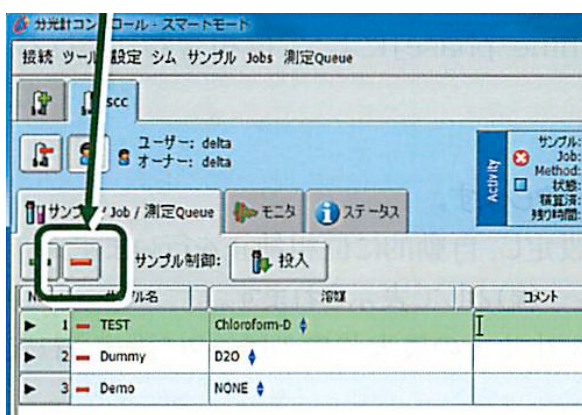 分光計コントロール - スマートモード
接続 ツール 設定 シム サンプル Jobs 測定Queue
scc
ユーザー: delta
オーナー: delta
Activity
サンプル:
Job:
Method:
状態:
積算済:
残り時間:
サンプル / Job / 測定Queue モニタ ステータス
サンプル制御: 投入
溶媒 コメント
1 TEST Chloroform-D
2 Dummy D2O
3 Demo NONE